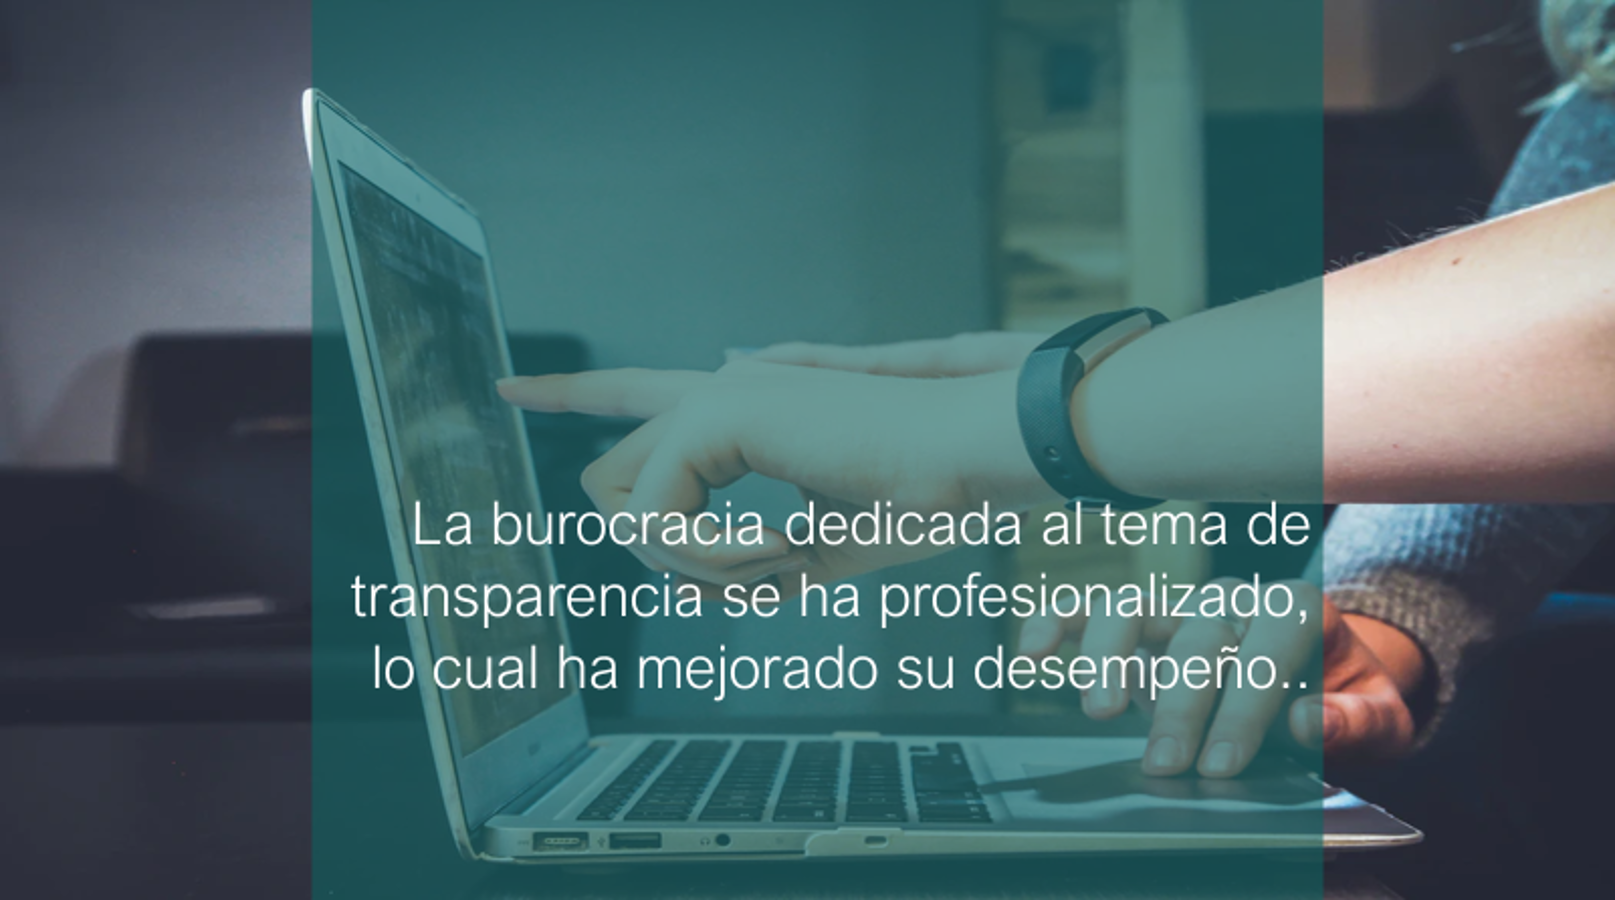 La burocracia dedicada al tema de
transparencia se ha profesionalizado,
lo cual ha mejorado su desempeño..